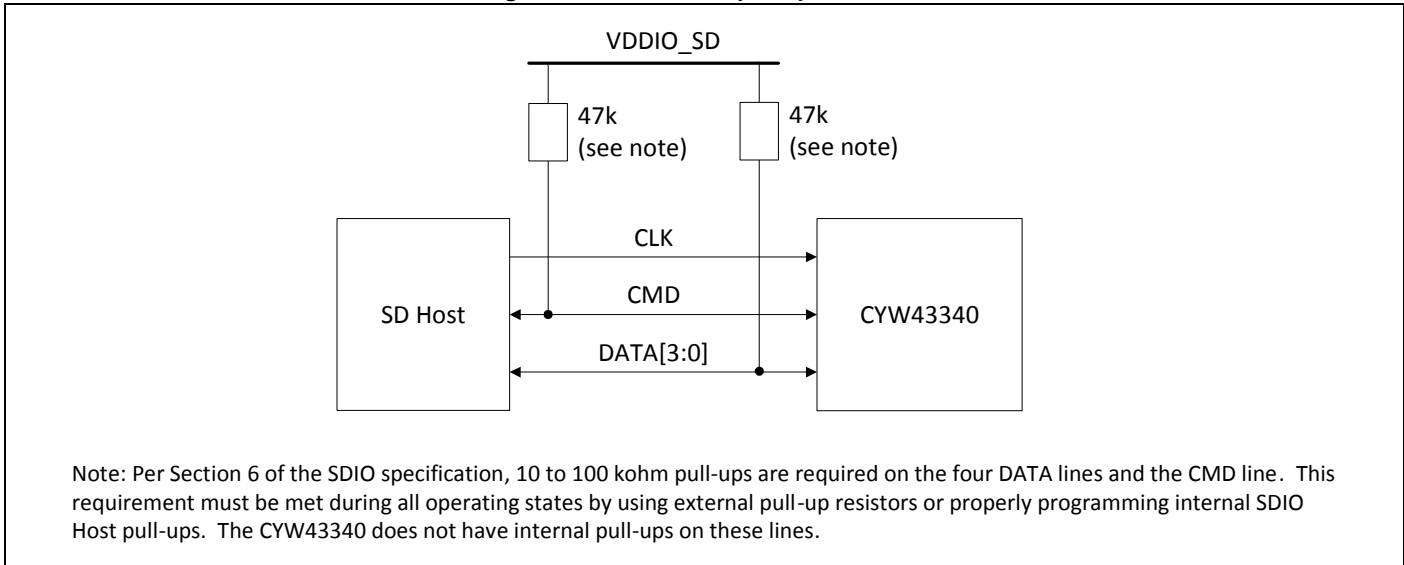 VDDIO_SD
47k
(see note)
47k
(see note)
CLK
CMD
DATA[3:0]
SD Host
CYW43340
Note: Per Section 6 of the SDIO specification, 10 to 100 kohm pull-ups are required on the four DATA lines and the CMD line. This
requirement must be met during all operating states by using external pull-up resistors or properly programming internal SDIO
Host pull-ups. The CYW43340 does not have internal pull-ups on these lines.